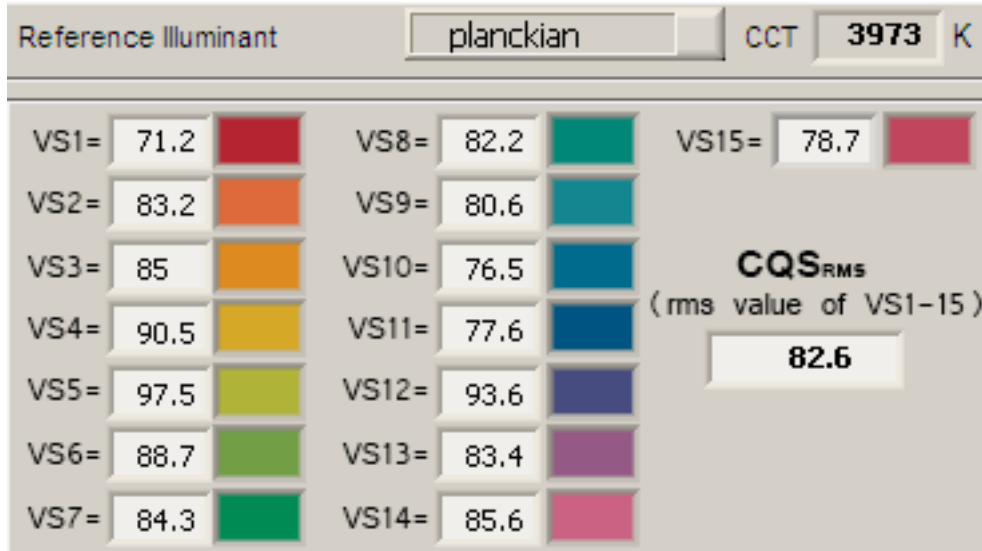 Reference Illuminant planckian CCT 3973 K
VS1= 71.2 VS8= 82.2 VS15= 78.7
VS2= 83.2 VS9= 80.6
VS3= 85 VS10= 76.5
VS4= 90.5 VS11= 77.6
VS5= 97.5 VS12= 93.6
VS6= 88.7 VS13= 83.4
VS7= 84.3 VS14= 85.6
CQSRMS
(rms value of VS1-15)
82.6